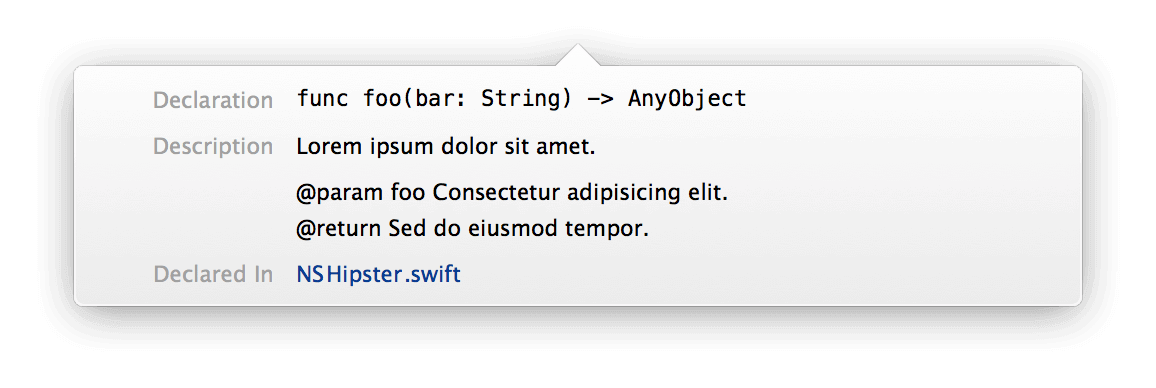 Declaration func foo(bar: String) -> AnyObject
Description Lorem ipsum dolor sit amet.
@param foo Consectetur adipisicing elit.
@return Sed do eiusmod tempor.
Declared In NSHipster.swift